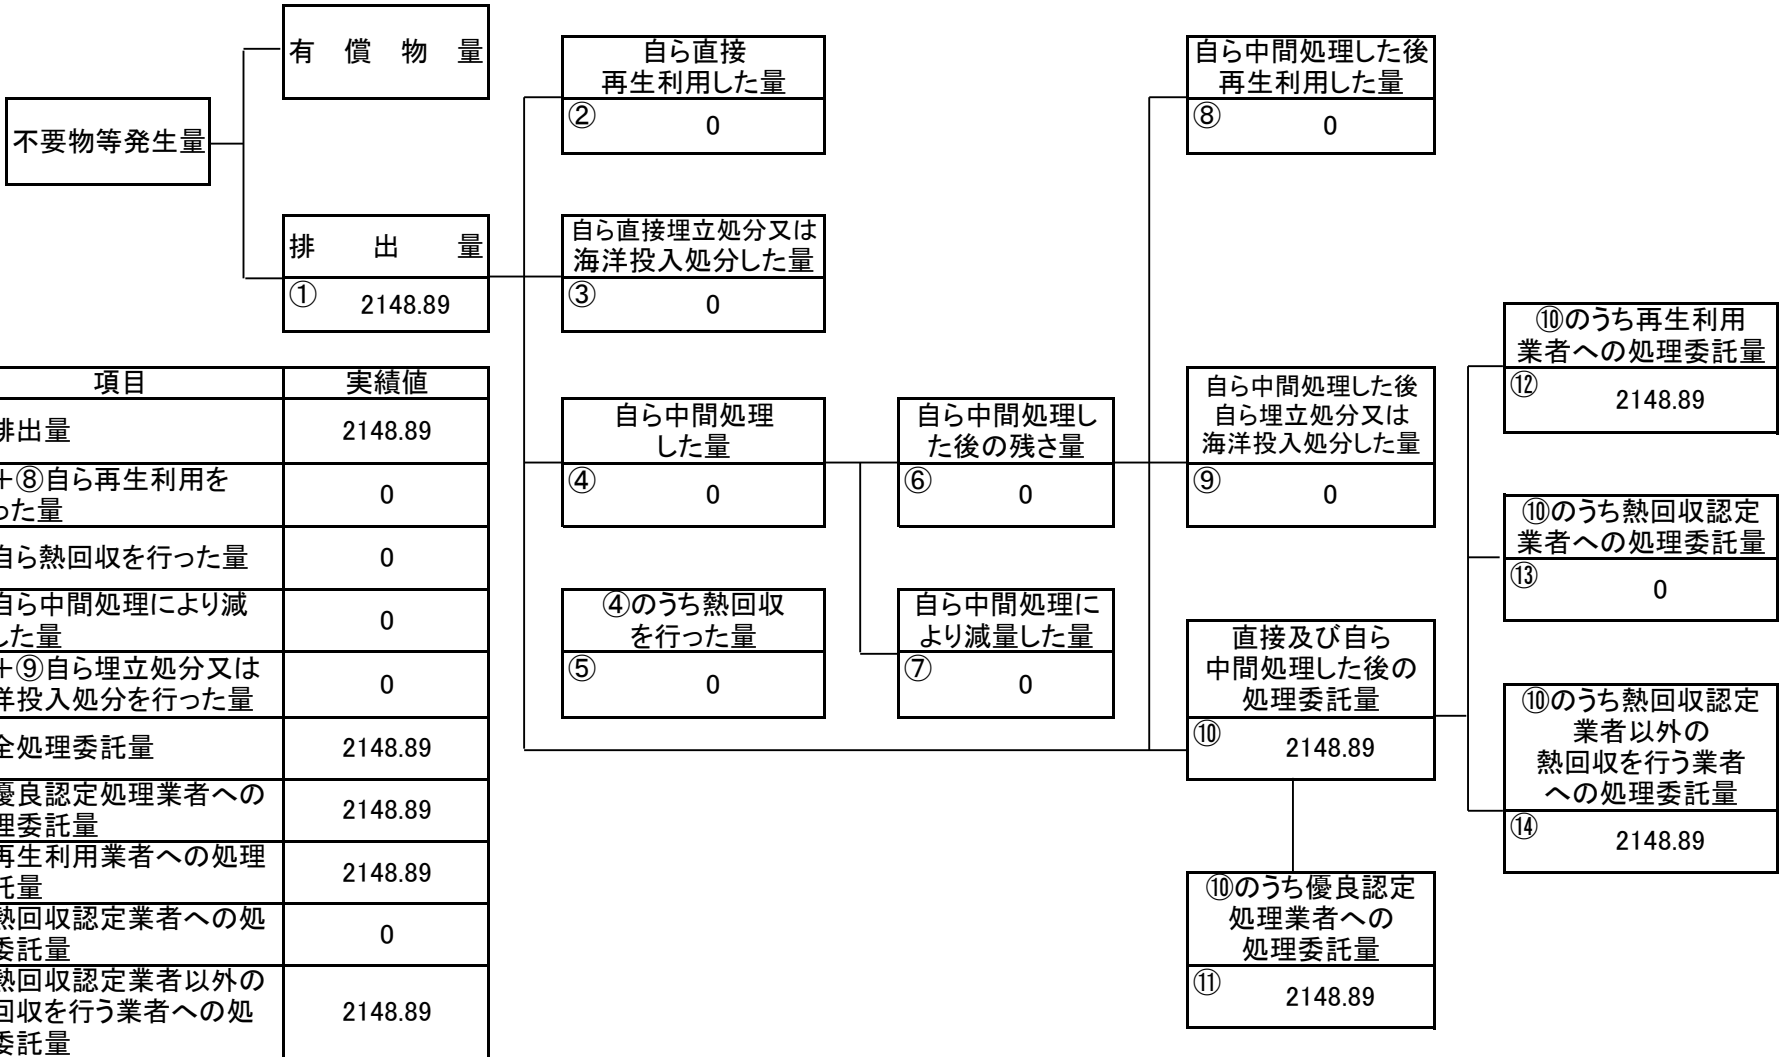 有償物量
不要物等発生量
排出量
① 2148.89
自ら直接
再生利用した量
② 0
自ら直接埋立処分又は
海洋投入処分した量
③ 0
自ら中間処理
した量
④ 0
④のうち熱回収
を行った量
⑤ 0
自ら中間処理し
た後の残さ量
⑥ 0
自ら中間処理に
より減量した量
⑦ 0
自ら中間処理した後
再生利用した量
⑧ 0
自ら中間処理した後
自ら埋立処分又は
海洋投入処分した量
⑨ 0
直接及び自ら
中間処理した後の
処理委託量
⑩ 2148.89
⑩のうち優良認定
処理業者への
処理委託量
⑪ 2148.89
⑩のうち再生利用
業者への処理委託量
⑫ 2148.89
⑩のうち熱回収認定
業者への処理委託量
⑬ 0
⑩のうち熱回収認定
業者以外の
熱回収を行う業者
への処理委託量
⑭ 2148.89
項目 実績値
排出量 2148.89
+⑧自ら再生利用を
った量 0
自ら熱回収を行った量 0
自ら中間処理により減
した量 0
+⑨自ら埋立処分又は
洋投入処分を行った量 0
全処理委託量 2148.89
優良認定処理業者への
理委託量 2148.89
再生利用業者への処理
託量 2148.89
熱回収認定業者への処
委託量 0
熱回収認定業者以外の
回収を行う業者への処
委託量 2148.89